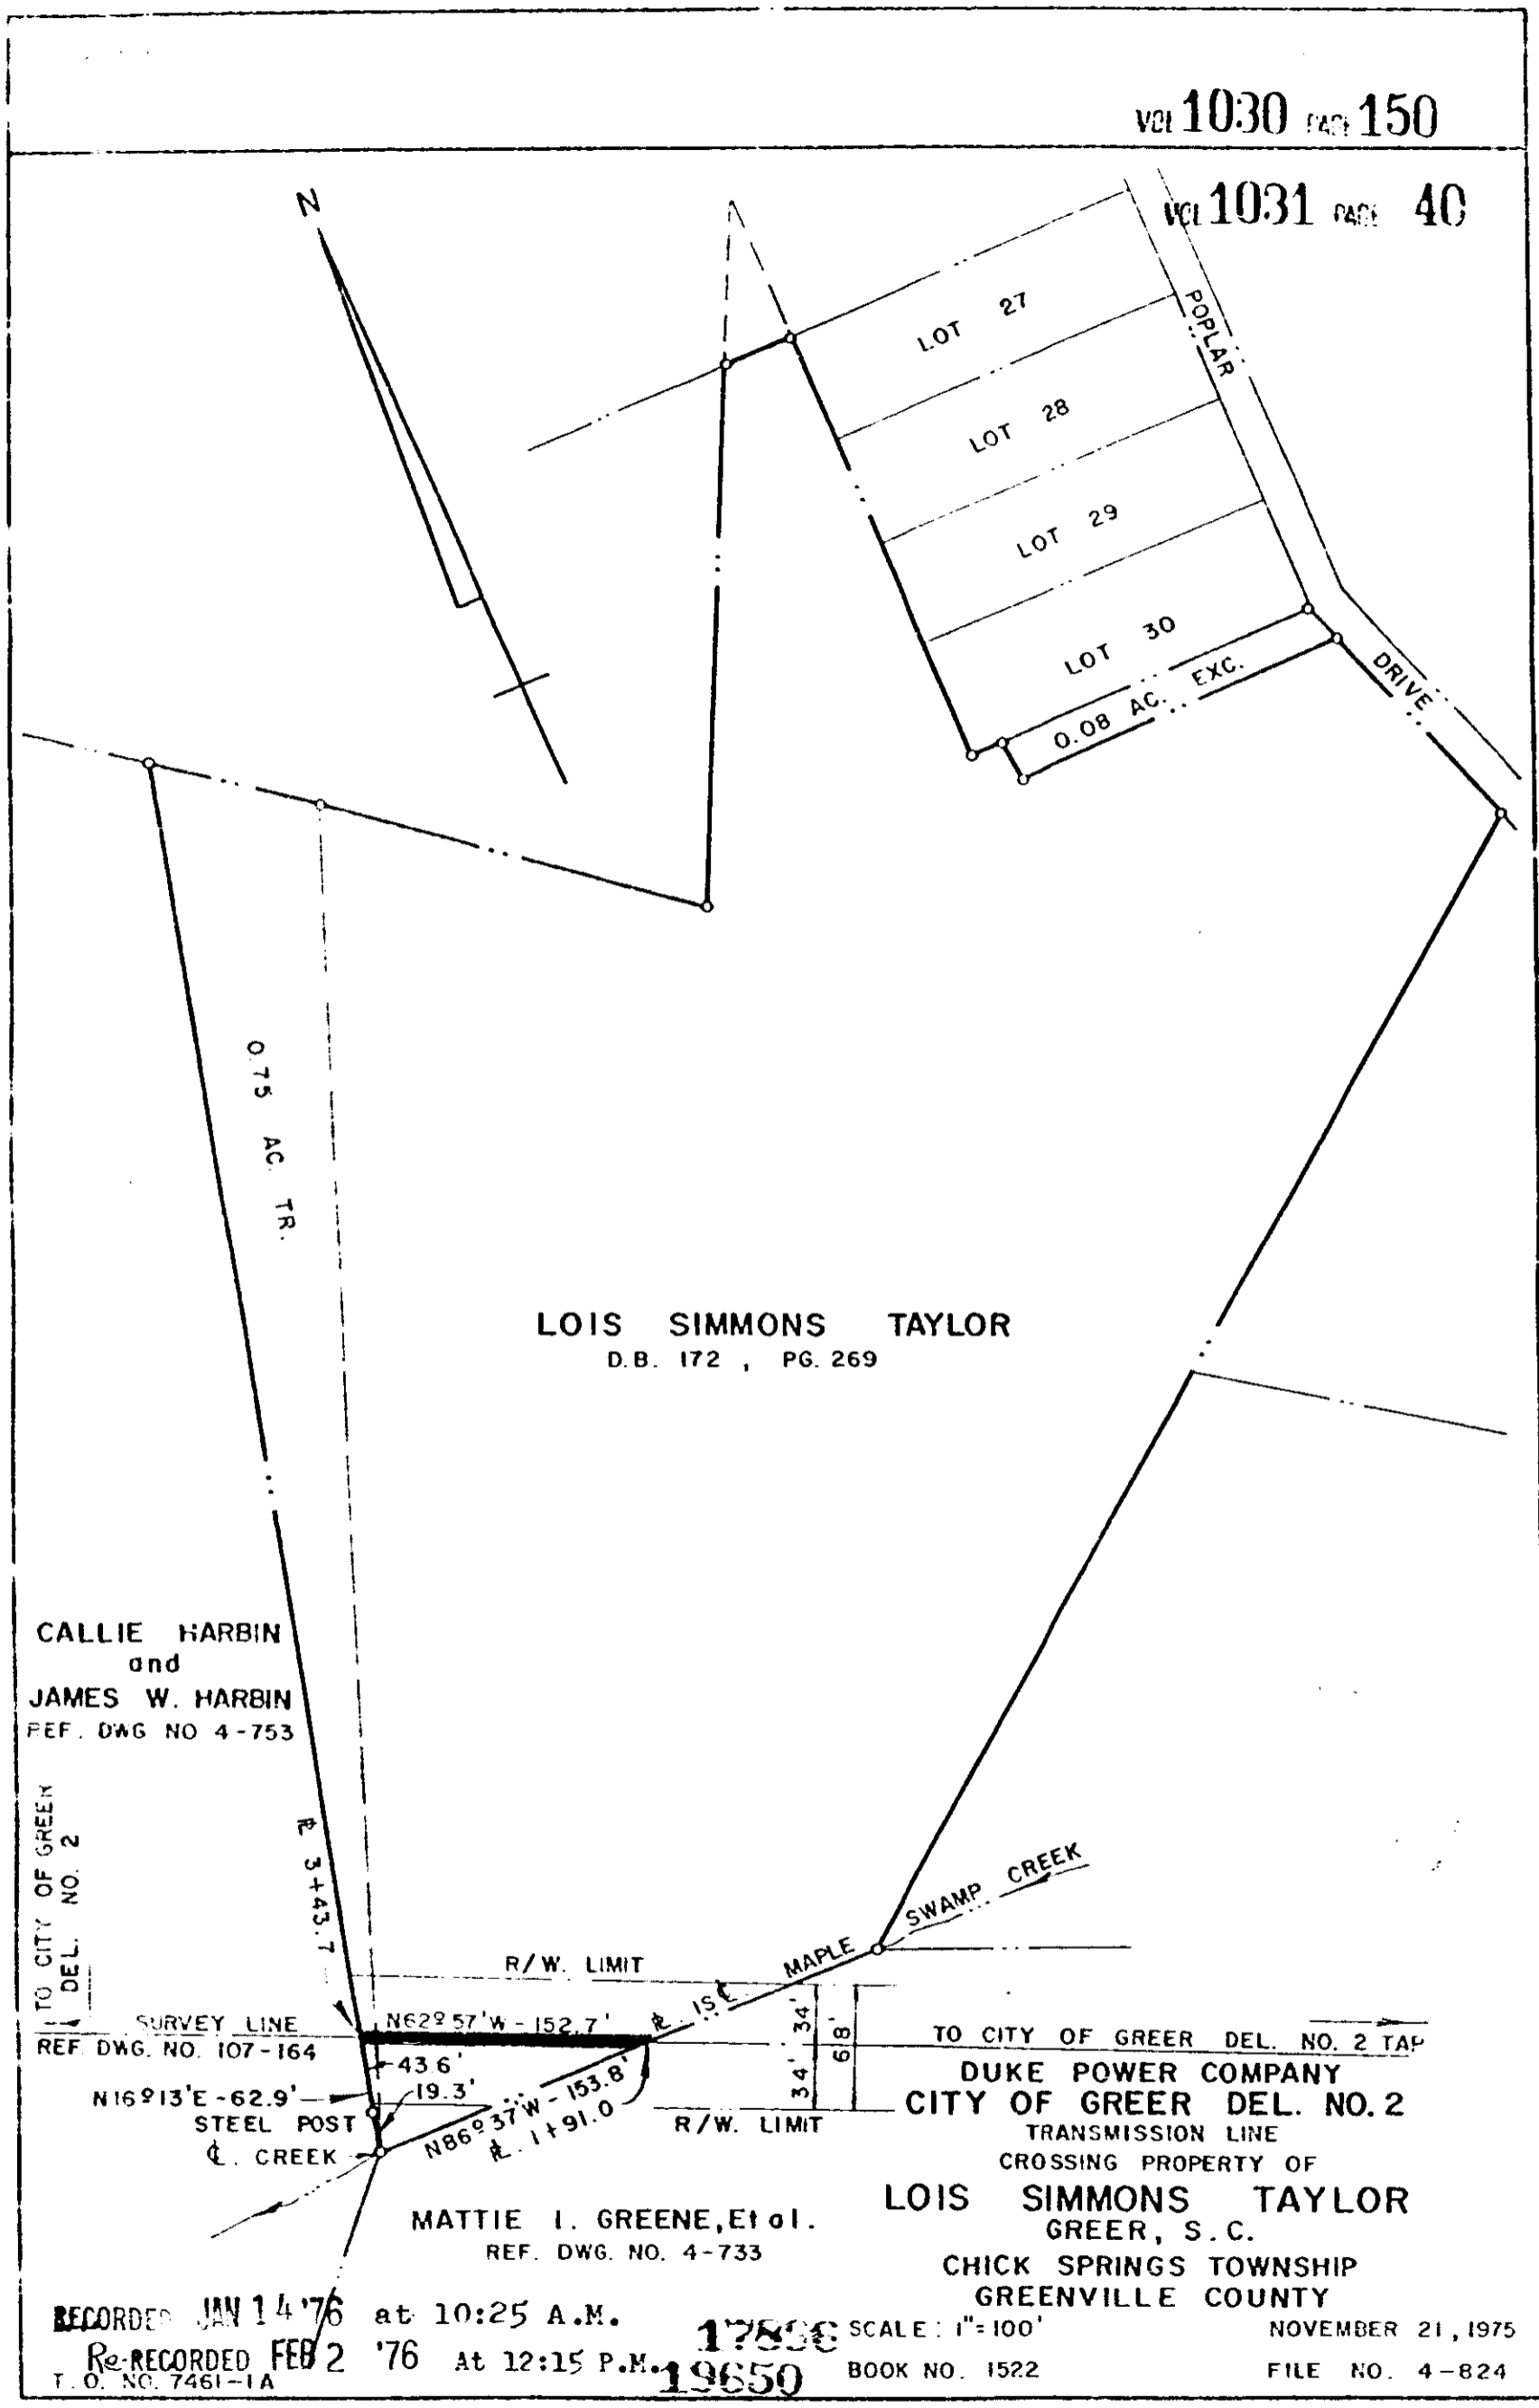 VOL 1030 PAGE 150
VOL 1031 PAGE 40
N
LOT 27
LOT 28
LOT 29
LOT 30
0.08 AC. EXC.
POPLAR
DRIVE
0.75 AC. TR.
LOIS SIMMONS TAYLOR
D.B. 172 , PG. 269
CALLIE HARBIN
and
JAMES W. HARBIN
REF. DWG NO 4-753
TO CITY OF GREER
DEL. NO. 2
℄ 3+43.7
R/W. LIMIT
MAPLE SWAMP CREEK
℄ IS ℄
SURVEY LINE
REF. DWG. NO. 107-164
N62º57'W - 152.7'
34'
34'
68'
TO CITY OF GREER DEL. NO. 2 TAP
43.6'
19.3'
N16º13'E - 62.9'
STEEL POST
℄. CREEK
N86º37'W - 153.8'
℄. 1+91.0
R/W. LIMIT
MATTIE I. GREENE, Et al.
REF. DWG. NO. 4-733
DUKE POWER COMPANY
CITY OF GREER DEL. NO. 2
TRANSMISSION LINE
CROSSING PROPERTY OF
LOIS SIMMONS TAYLOR
GREER, S.C.
CHICK SPRINGS TOWNSHIP
GREENVILLE COUNTY
SCALE: 1"=100'
NOVEMBER 21, 1975
BOOK NO. 1522
FILE NO. 4-824
RECORDED JAN 14 '76 at 10:25 A.M.
Re-RECORDED FEB 2 '76 At 12:15 P.M. 19650
T. O. NO. 7461-1A